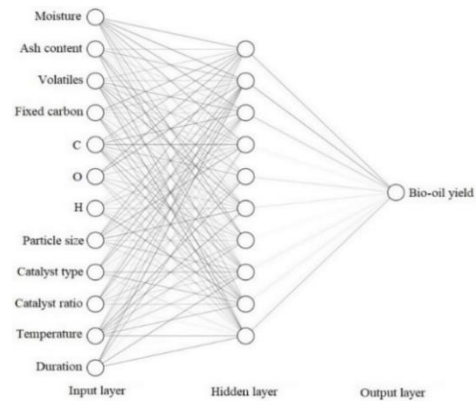 Moisture
Ash content
Volatiles
Fixed carbon
C
O
H
Particle size
Catalyst type
Catalyst ratio
Temperature
Duration
Bio-oil yield
Input layer Hidden layer Output layer